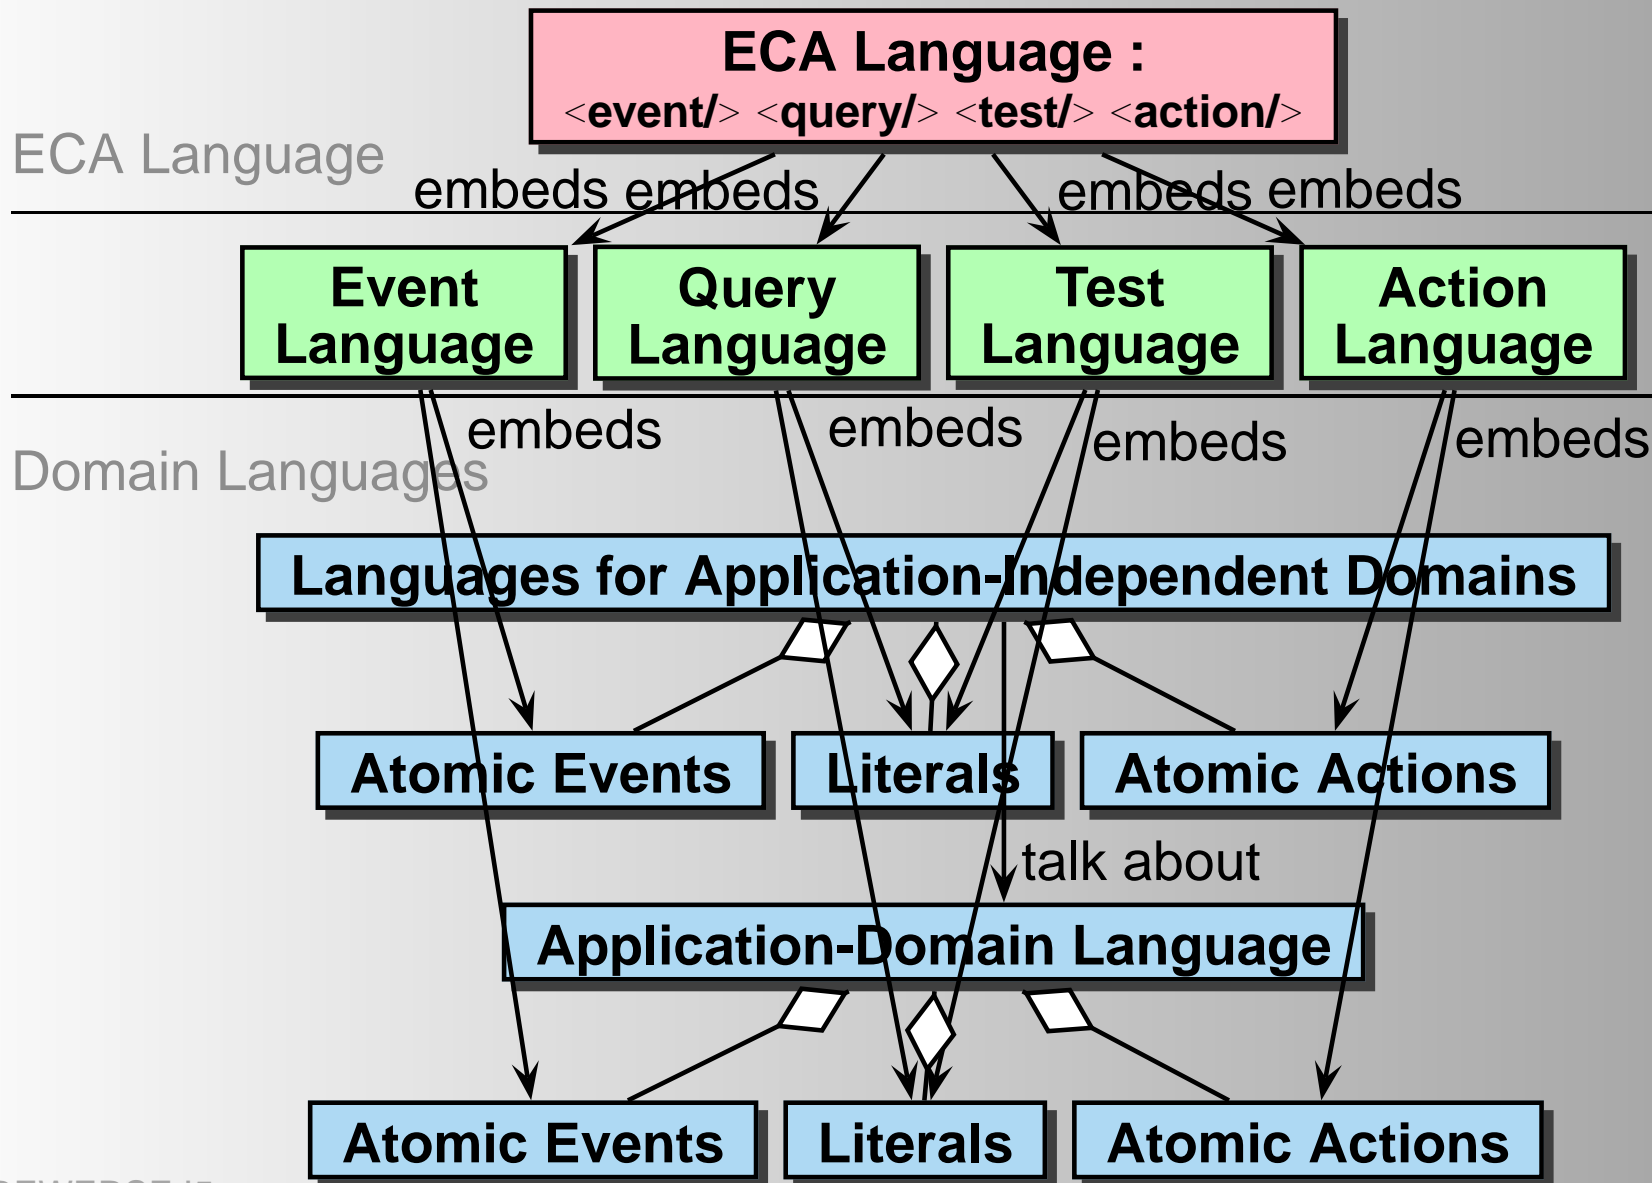 ECA Language :
<event/> <query/> <test/> <action/>
ECA Language
embeds embeds embeds embeds
Event Language
Query Language
Test Language
Action Language
embeds embeds embeds embeds
Domain Languages
Languages for Application-Independent Domains
Atomic Events Literals Atomic Actions
talk about
Application-Domain Language
Atomic Events Literals Atomic Actions